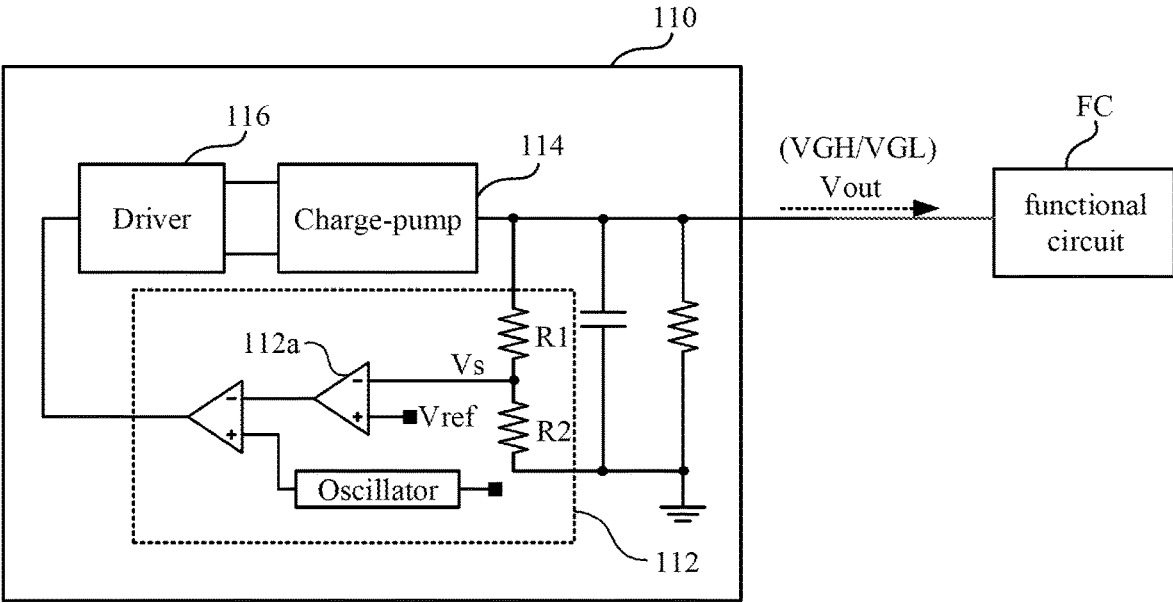 110
116
114
FC
(VGH/VGL)
Vout
Driver
Charge-pump
functional
circuit
R1
112a
Vs
-
-
+
Vref
R2
+
Oscillator
112